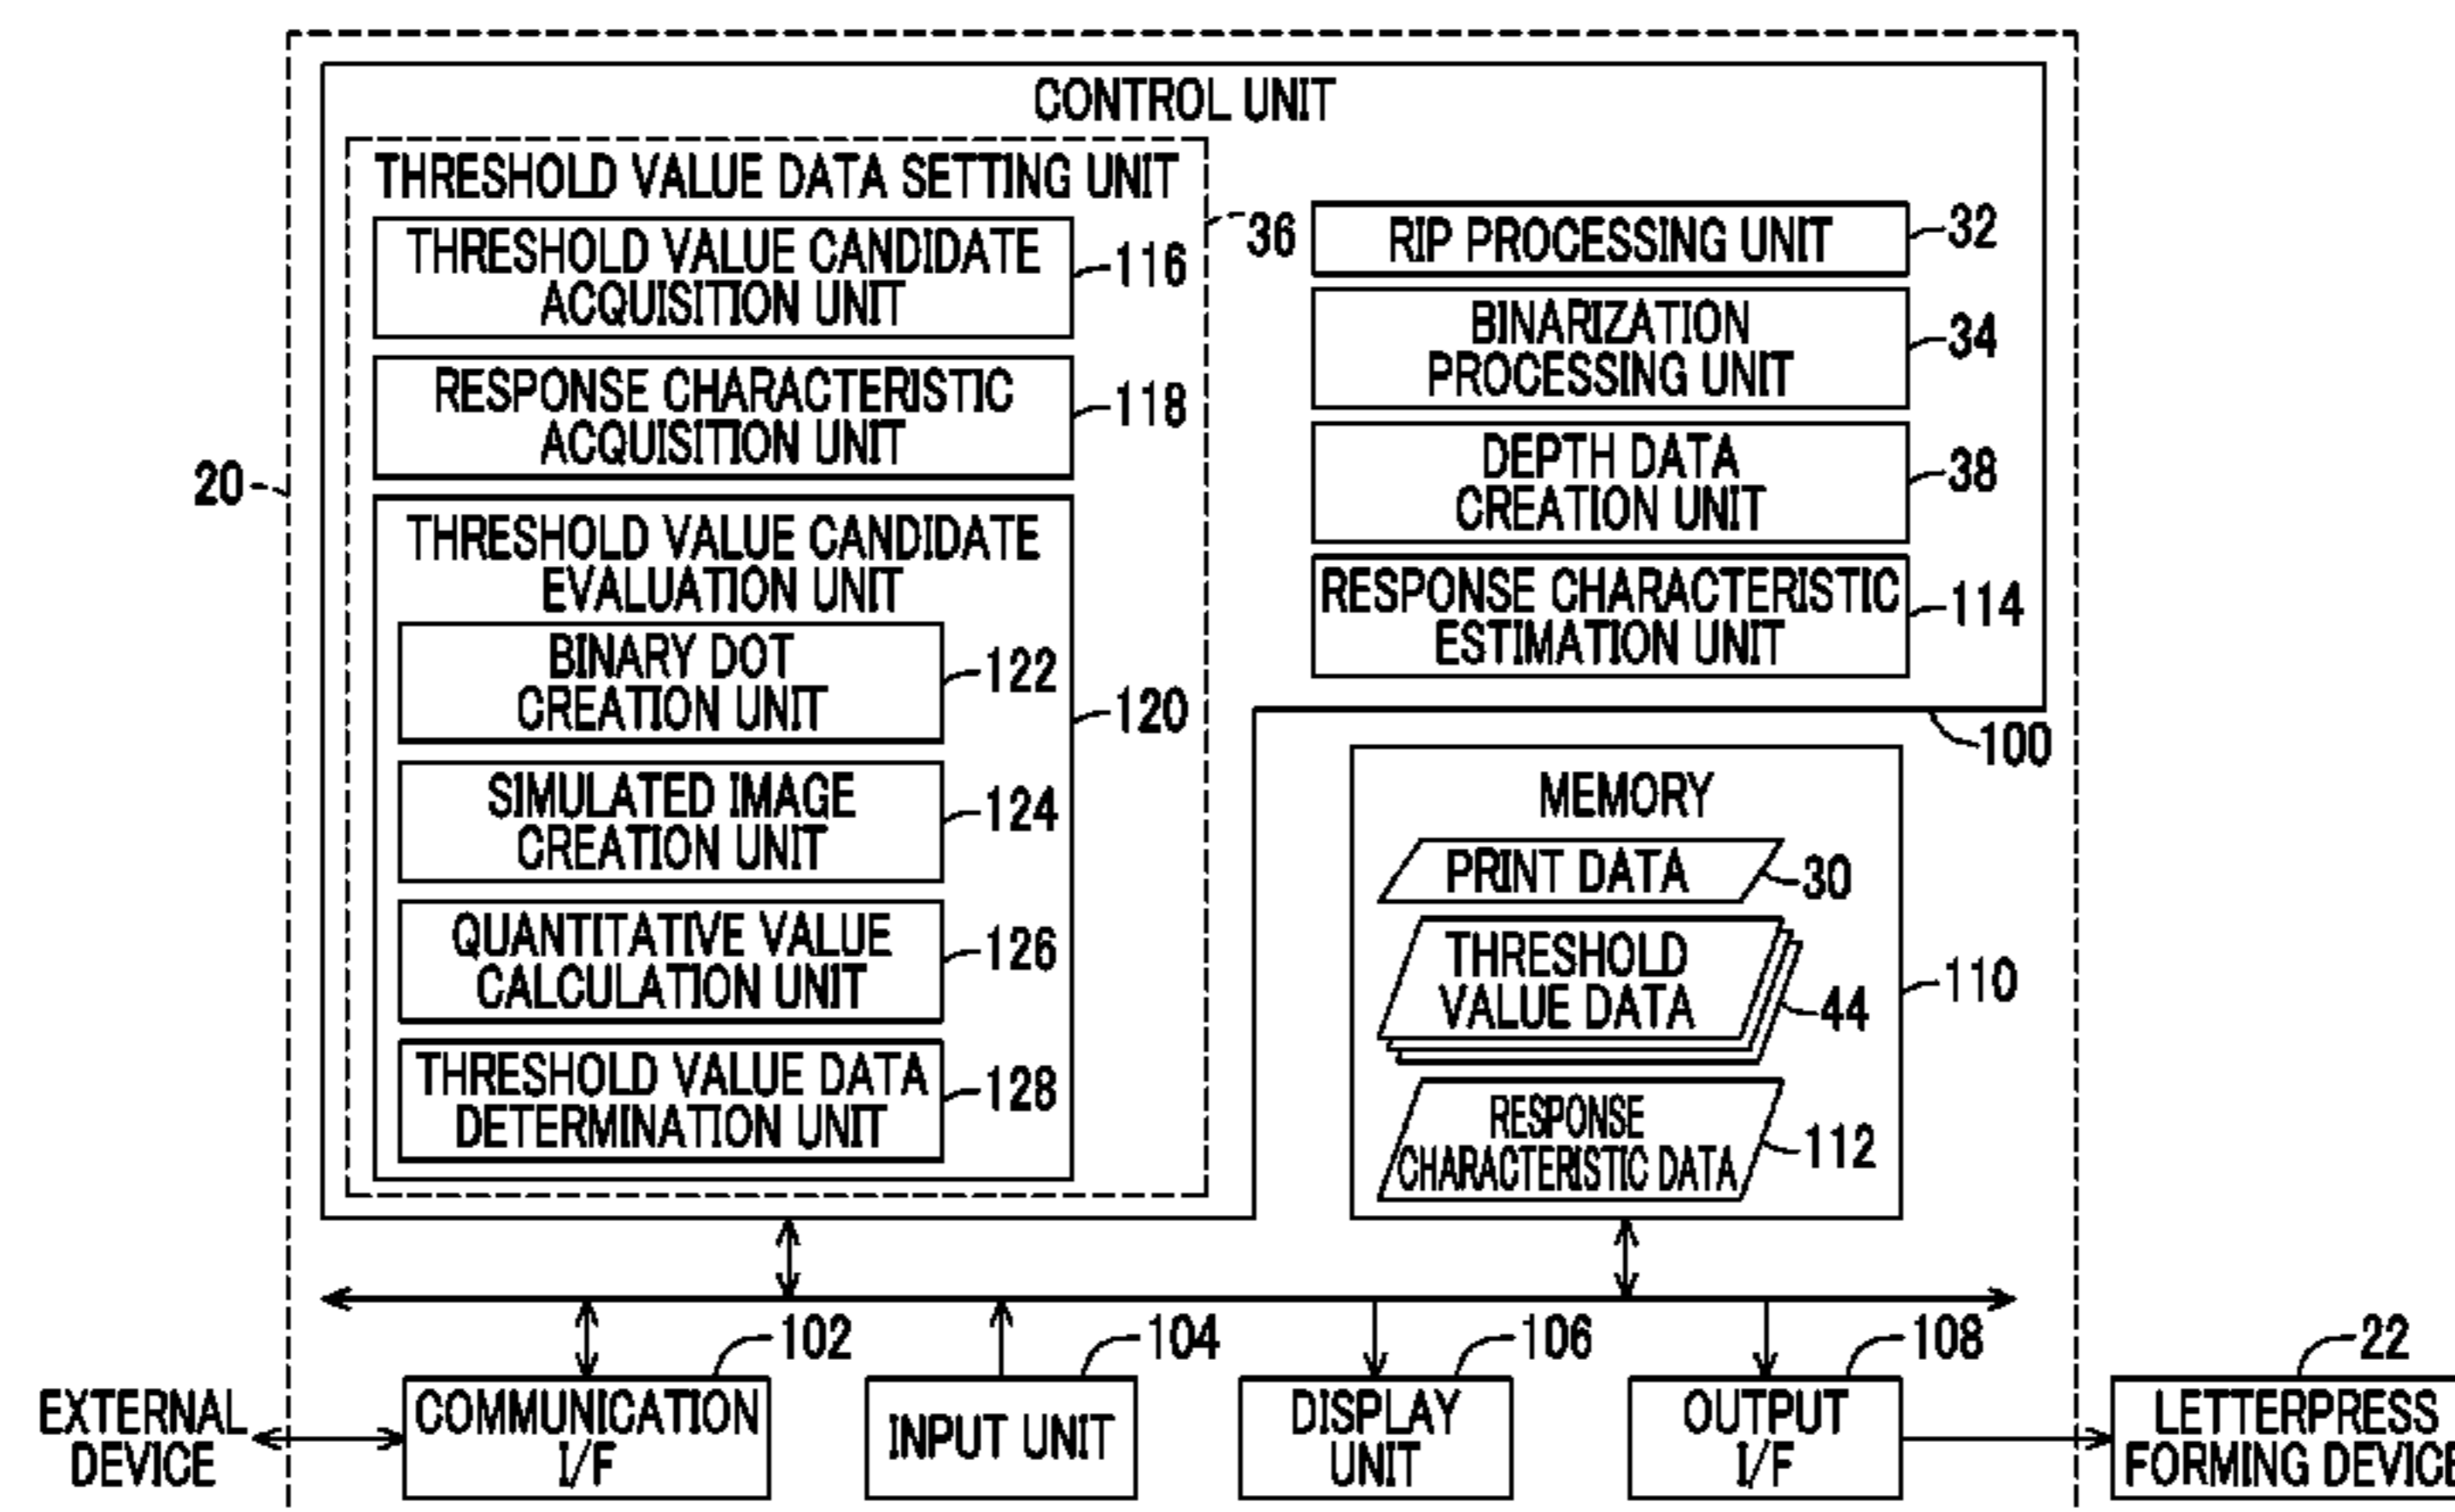 CONTROL UNIT
THRESHOLD VALUE DATA SETTING UNIT
36
THRESHOLD VALUE CANDIDATE
ACQUISITION UNIT
116
RESPONSE CHARACTERISTIC
ACQUISITION UNIT
118
20
THRESHOLD VALUE CANDIDATE
EVALUATION UNIT
120
BINARY DOT
CREATION UNIT
122
SIMULATED IMAGE
CREATION UNIT
124
QUANTITATIVE VALUE
CALCULATION UNIT
126
THRESHOLD VALUE DATA
DETERMINATION UNIT
128
RIP PROCESSING UNIT
32
BINARIZATION
PROCESSING UNIT
34
DEPTH DATA
CREATION UNIT
38
RESPONSE CHARACTERISTIC
ESTIMATION UNIT
114
100
MEMORY
PRINT DATA
30
THRESHOLD
VALUE DATA
44
110
RESPONSE
CHARACTERISTIC DATA
112
102
104
106
108
22
EXTERNAL
DEVICE
COMMUNICATION
I/F
INPUT UNIT
DISPLAY
UNIT
OUTPUT
I/F
LETTERPRESS
FORMING DEVICE